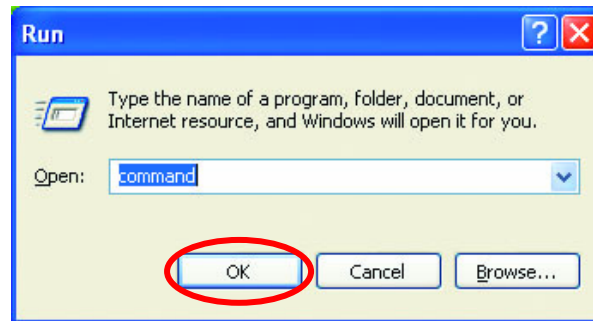 Run
?
X
Type the name of a program, folder, document, or
Internet resource, and Windows will open it for you.
Open: command
OK Cancel Browse...